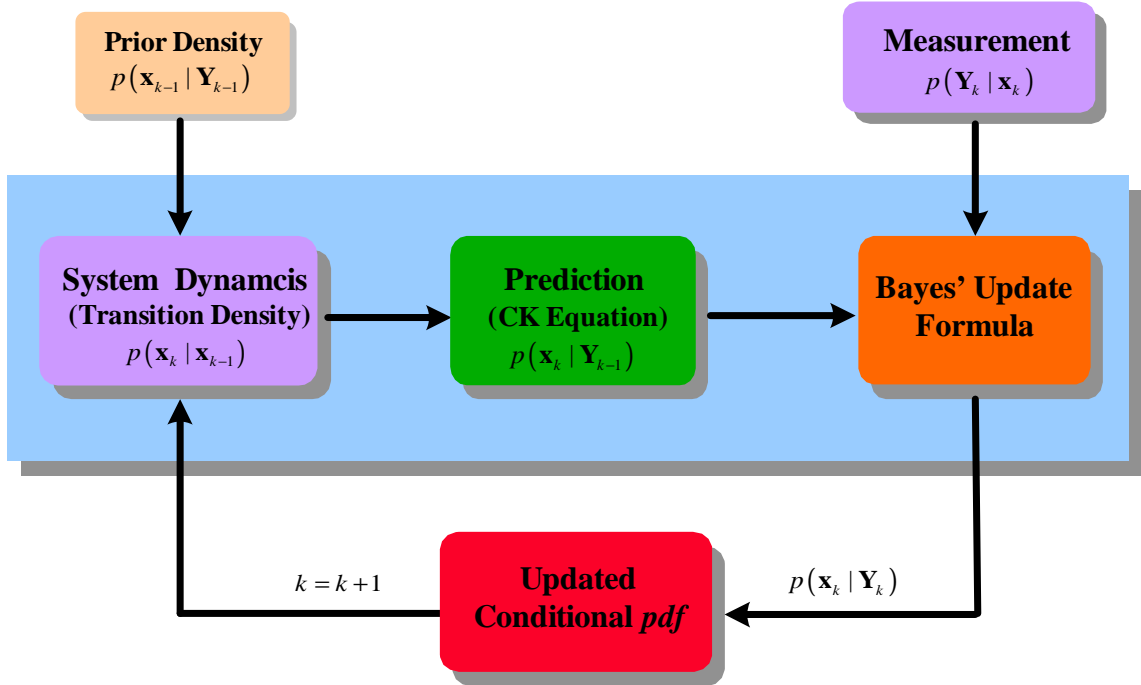 Prior Density
p(x_{k−1} | Y_{k−1})
Measurement
p(Y_k | x_k)
System Dynamcis
(Transition Density)
p(x_k | x_{k−1})
Prediction
(CK Equation)
p(x_k | Y_{k−1})
Bayes’ Update
Formula
k = k+1
Updated
Conditional pdf
p(x_k | Y_k)